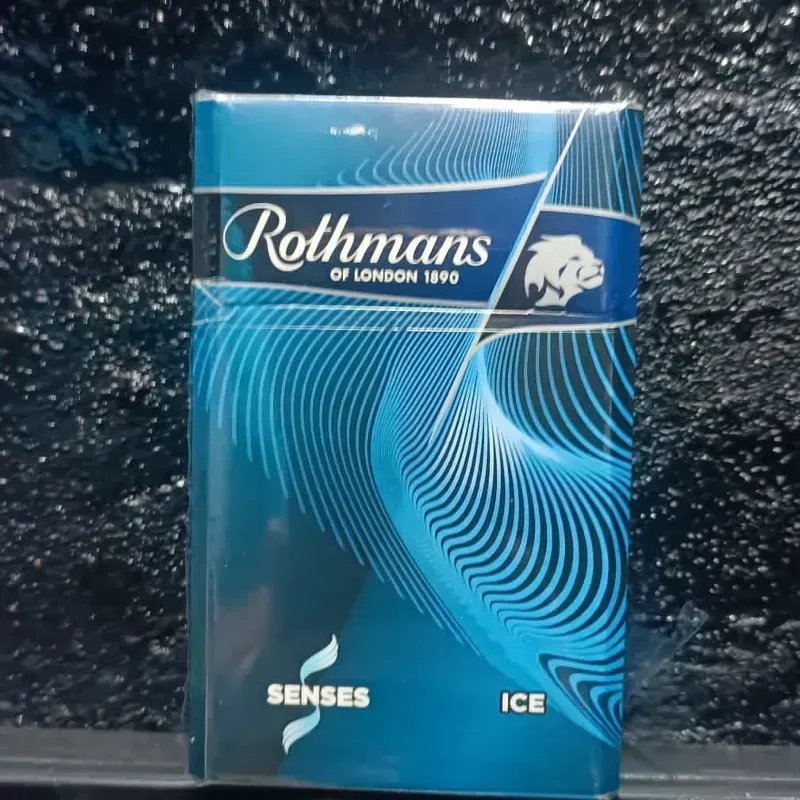 Rothmans
OF LONDON 1890
SENSES
ICE